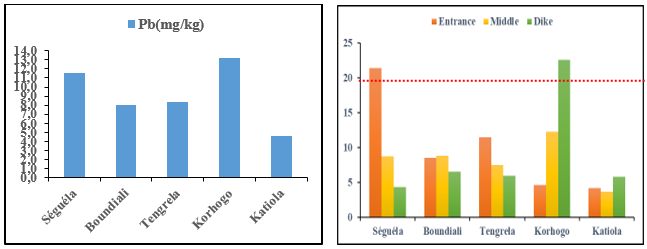 Pb(mg/kg)
14,0
13,0
12,0
11,0
10,0
9,0
8,0
7,0
6,0
5,0
4,0
3,0
2,0
1,0
0,0
Séguéla
Boundiali
Tengrela
Korhogo
Katiola
Entrance Middle Dike
25
20
15
10
5
0
Sèguéla Boundiali Tengrela Korhogo Katiola